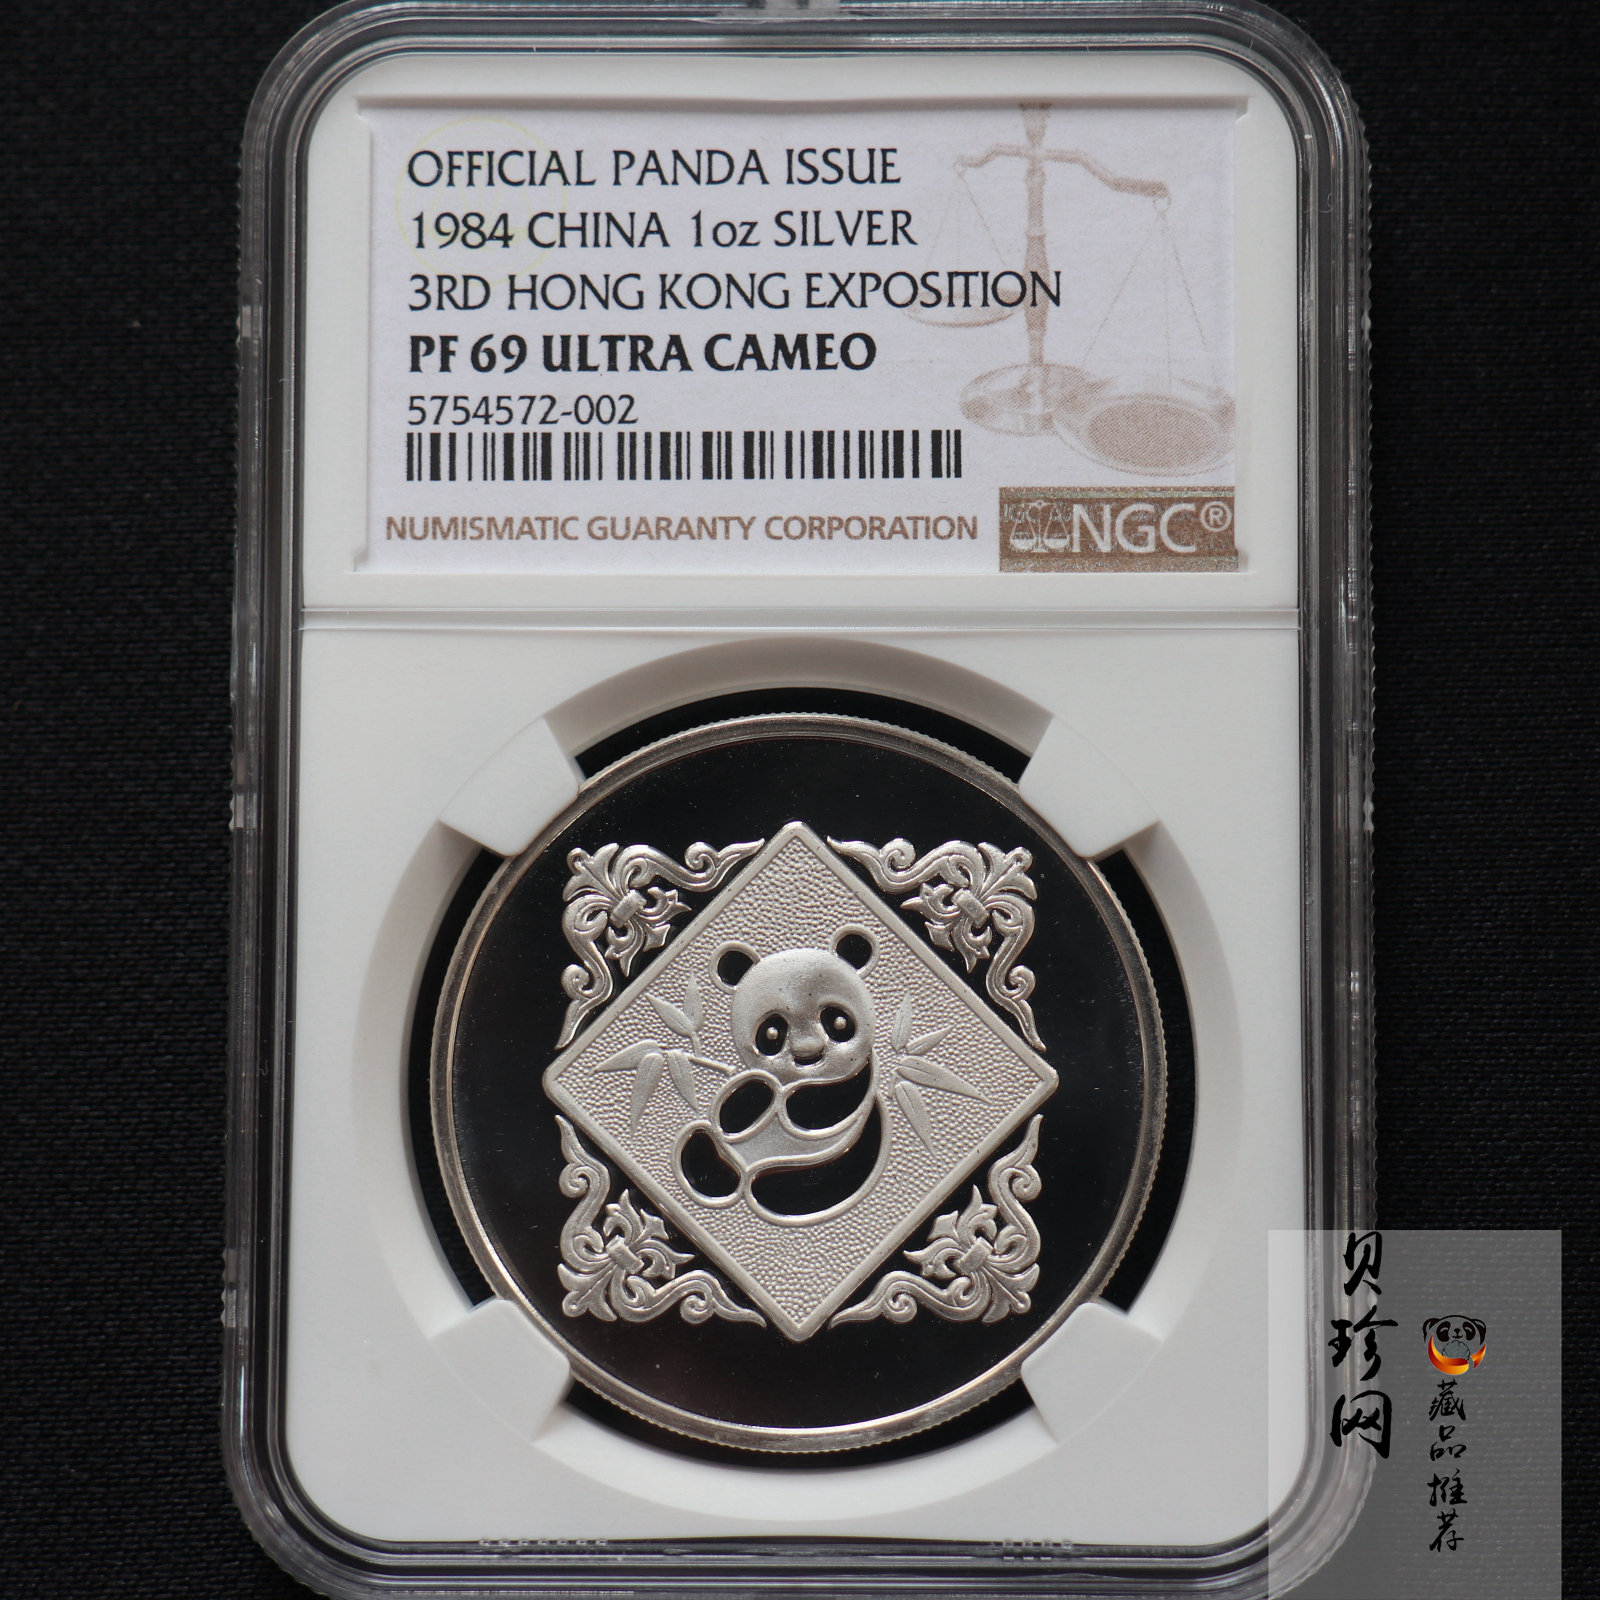 OFFICIAL PANDA ISSUE
1984 CHINA 1oz SILVER
3RD HONG KONG EXPOSITION
PF 69 ULTRA CAMEO
5754572-002
NUMISMATIC GUARANTY CORPORATION
NGC®
贝珍网
藏品推荐